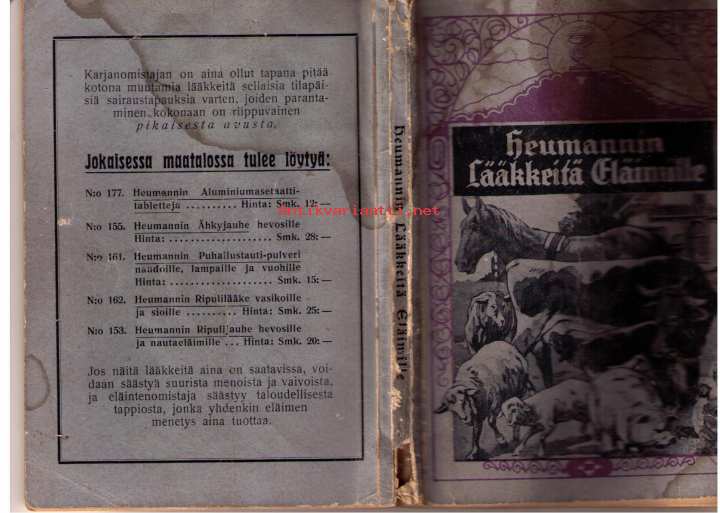 Karjanomistajan on aina ollut tapana pitää
kotona muutamia lääkkeitä sellaisia tilapäi-
siä sairaustapauksia varten, joiden paranta-
minen kokonaan on riippuvainen
pikaisesta avusta.
Jokaisessa maatalossa tulee löytyä:
N:o 177. Heumannin Aluminiumasetaatti-
tabletteja .......... Hinta: Smk. 12:—
N:o 155. Heumannin Ähkyjauhe hevosille
Hinta: .................. Smk. 28:—
N:o 161. Heumannin Puhallustauti-pulveri
naudoille, lampaille ja vuohille
Hinta: .................. Smk. 15:—
N:o 162. Heumannin Ripulilääke vasikoille
ja sioille .......... Hinta: Smk. 25:—
N:o 153. Heumannin Ripulijauhe hevosille
ja nautaeläimille ... Hinta: Smk. 20:—
Jos näitä lääkkeitä aina on saatavissa, voi-
daan säästyä suurista menoista ja vaivoista,
ja eläintenomistaja säästyy taloudellisesta
tappiosta, jonka yhdenkin eläimen
menetys aina tuottaa.
Heumannin Lääkkeitä Eläimille
Heumannin
Lääkkeitä Eläimille
Antikvariaatti.net